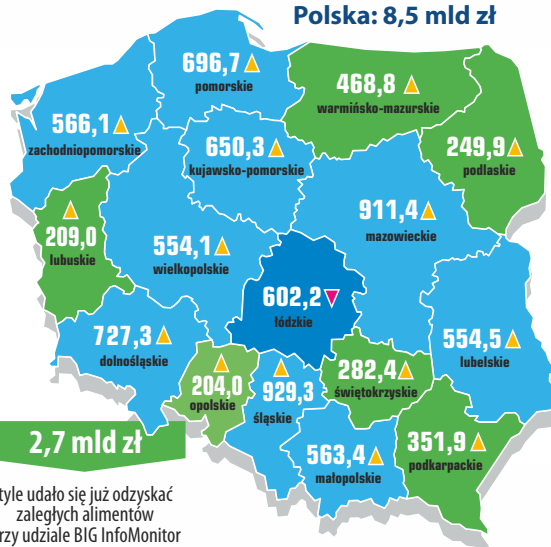 Polska: 8,5 mld zł
696,7
pomorskie
468,8
warmińsko-mazurskie
566,1
zachodniopomorskie
650,3
kujawsko-pomorskie
249,9
podlaskie
209,0
lubuskie
554,1
wielkopolskie
911,4
mazowieckie
602,2
łódzkie
727,3
dolnośląskie
554,5
lubelskie
204,0
opolskie
929,3
śląskie
282,4
świętokrzyskie
563,4
małopolskie
351,9
podkarpackie
2,7 mld zł
tyle udało się już odzyskać
zaległych alimentów
rzy udziale BIG InfoMonitor